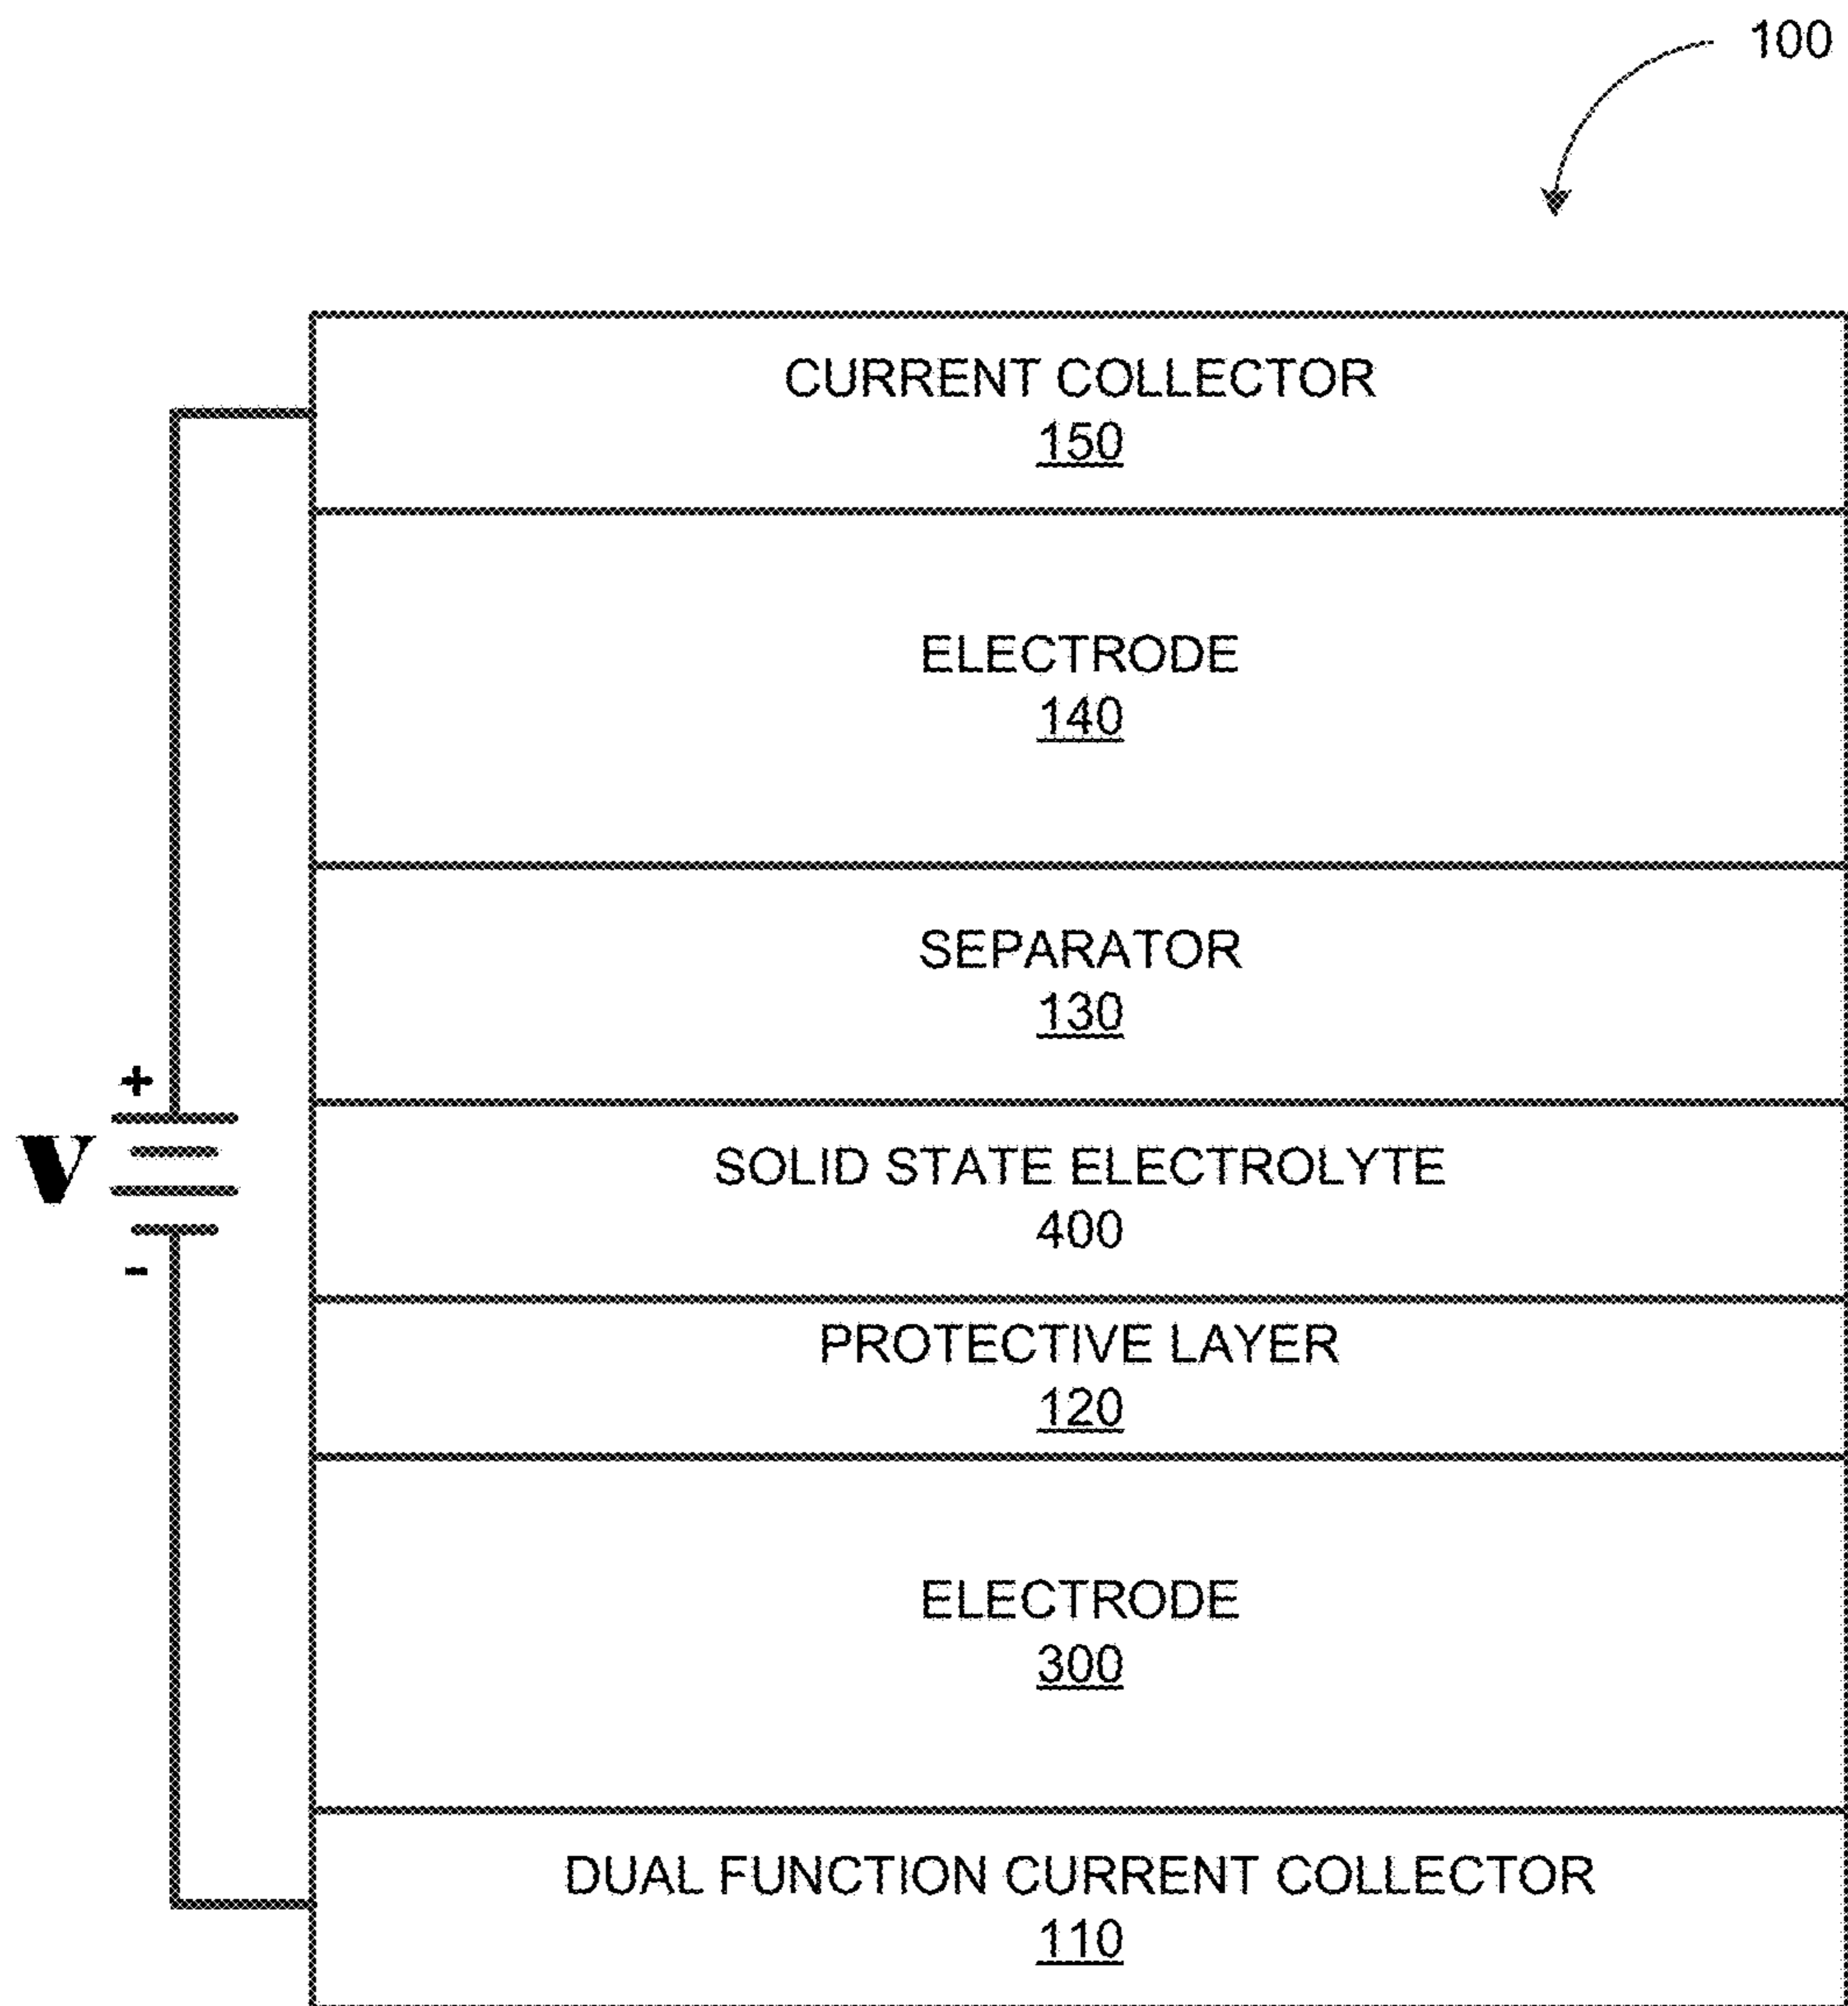 100
CURRENT COLLECTOR
150
ELECTRODE
140
SEPARATOR
130
+
V
-
SOLID STATE ELECTROLYTE
400
PROTECTIVE LAYER
120
ELECTRODE
300
DUAL FUNCTION CURRENT COLLECTOR
110